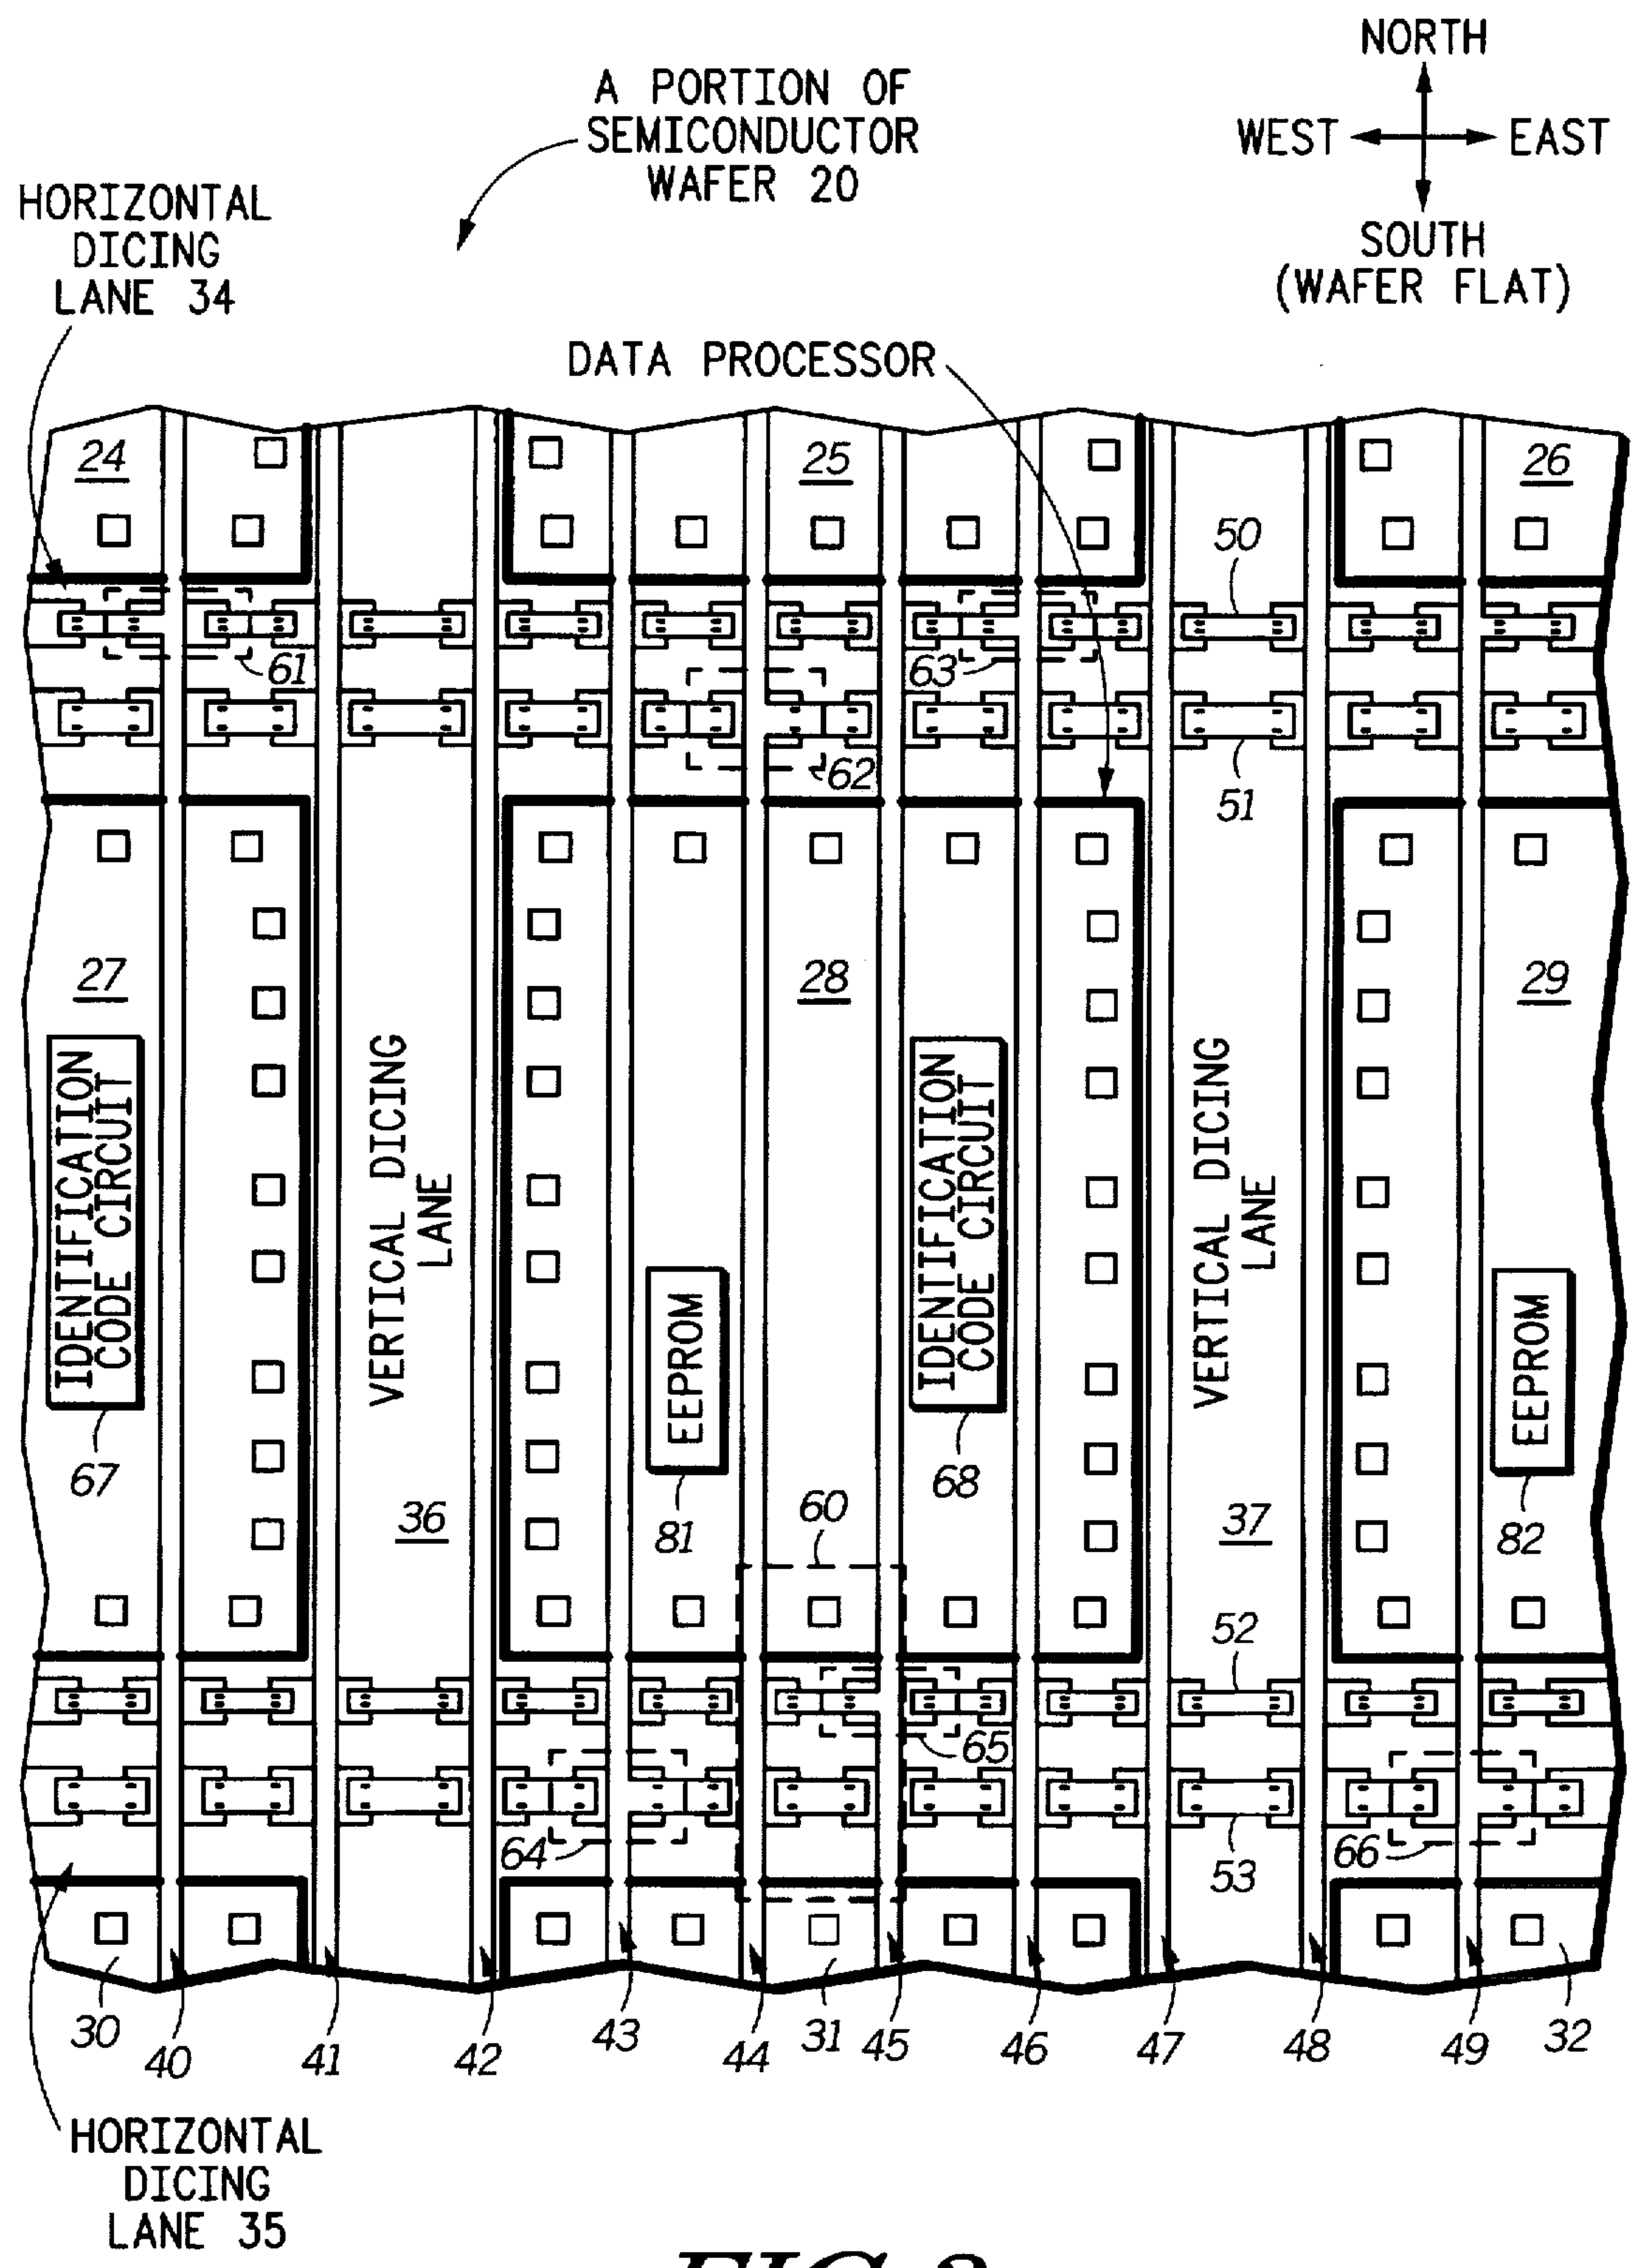 NORTH
WEST
EAST
SOUTH
(WAFER FLAT)
A PORTION OF
SEMICONDUCTOR
WAFER 20
HORIZONTAL
DICING
LANE 34
DATA PROCESSOR
24
25
26
50
61
63
62
51
27
28
29
IDENTIFICATION
CODE CIRCUIT
67
VERTICAL DICING
LANE
36
EEPROM
81
60
IDENTIFICATION
CODE CIRCUIT
68
VERTICAL DICING
LANE
37
EEPROM
82
52
65
64
53
66
30
40
41
42
43
44
31
45
46
47
48
49
32
HORIZONTAL
DICING
LANE 35